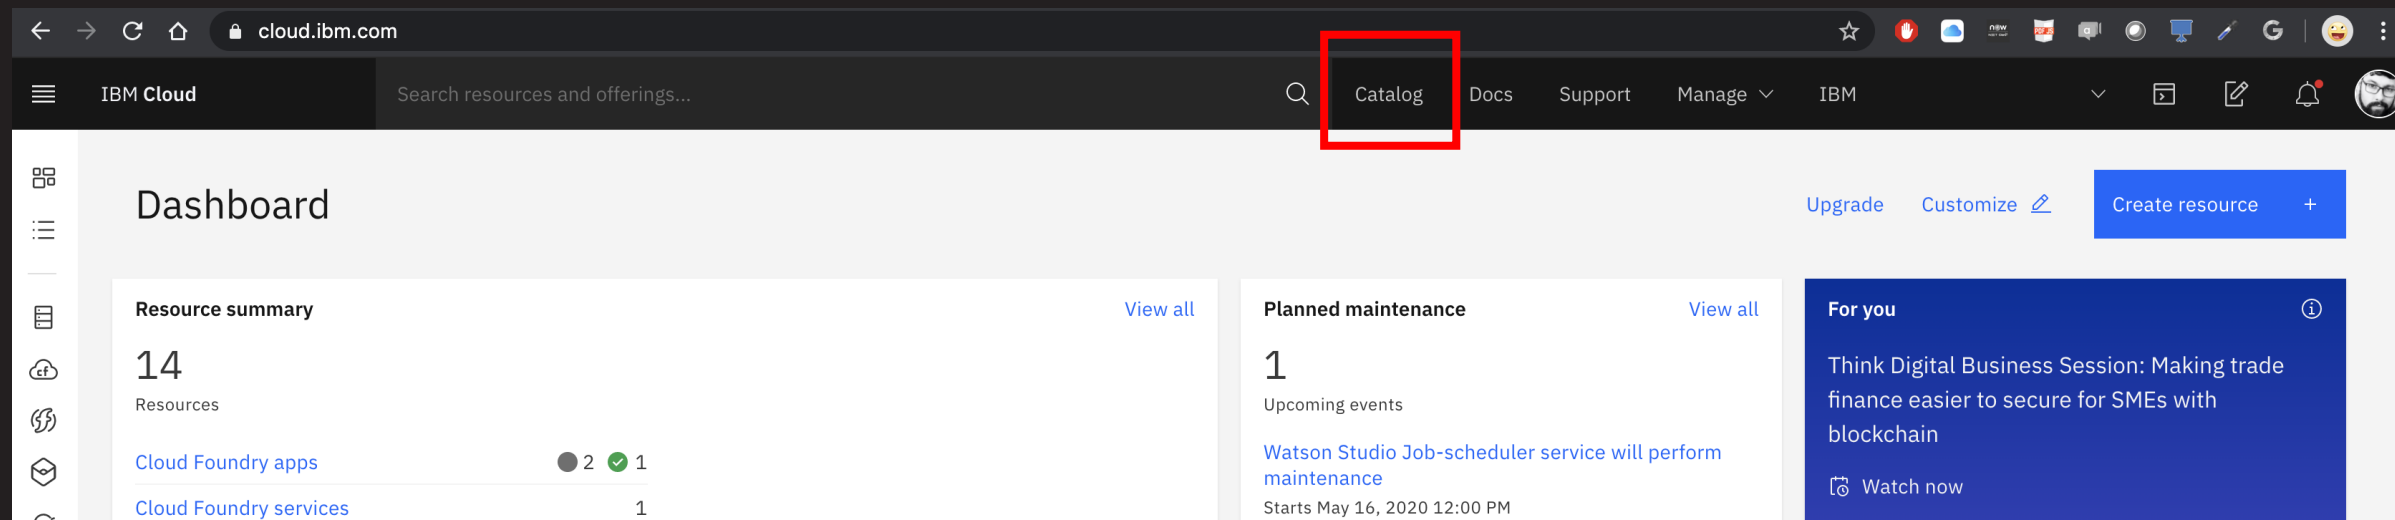 cloud.ibm.com
IBM Cloud
Search resources and offerings...
Catalog
Docs
Support
Manage
IBM
Dashboard
Upgrade
Customize
Create resource +
Resource summary
View all
14
Resources
Cloud Foundry apps
2
1
Cloud Foundry services
1
Planned maintenance
View all
1
Upcoming events
Watson Studio Job-scheduler service will perform
maintenance
Starts May 16, 2020 12:00 PM
For you
Think Digital Business Session: Making trade
finance easier to secure for SMEs with
blockchain
Watch now